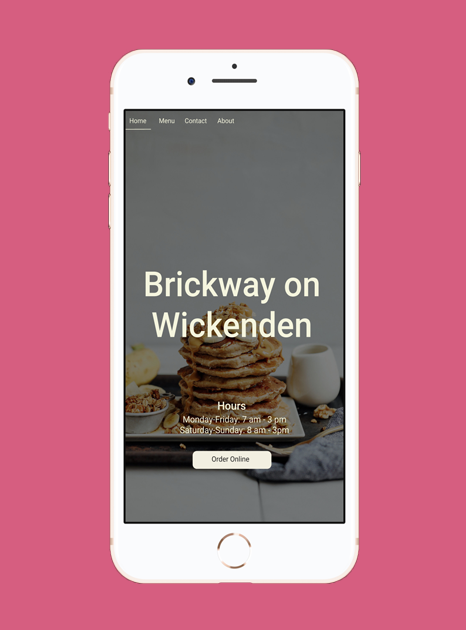 Home Menu Contact About
Brickway on
Wickenden
Hours
Monday-Friday: 7 am - 3 pm
Saturday-Sunday: 8 am - 3pm
Order Online